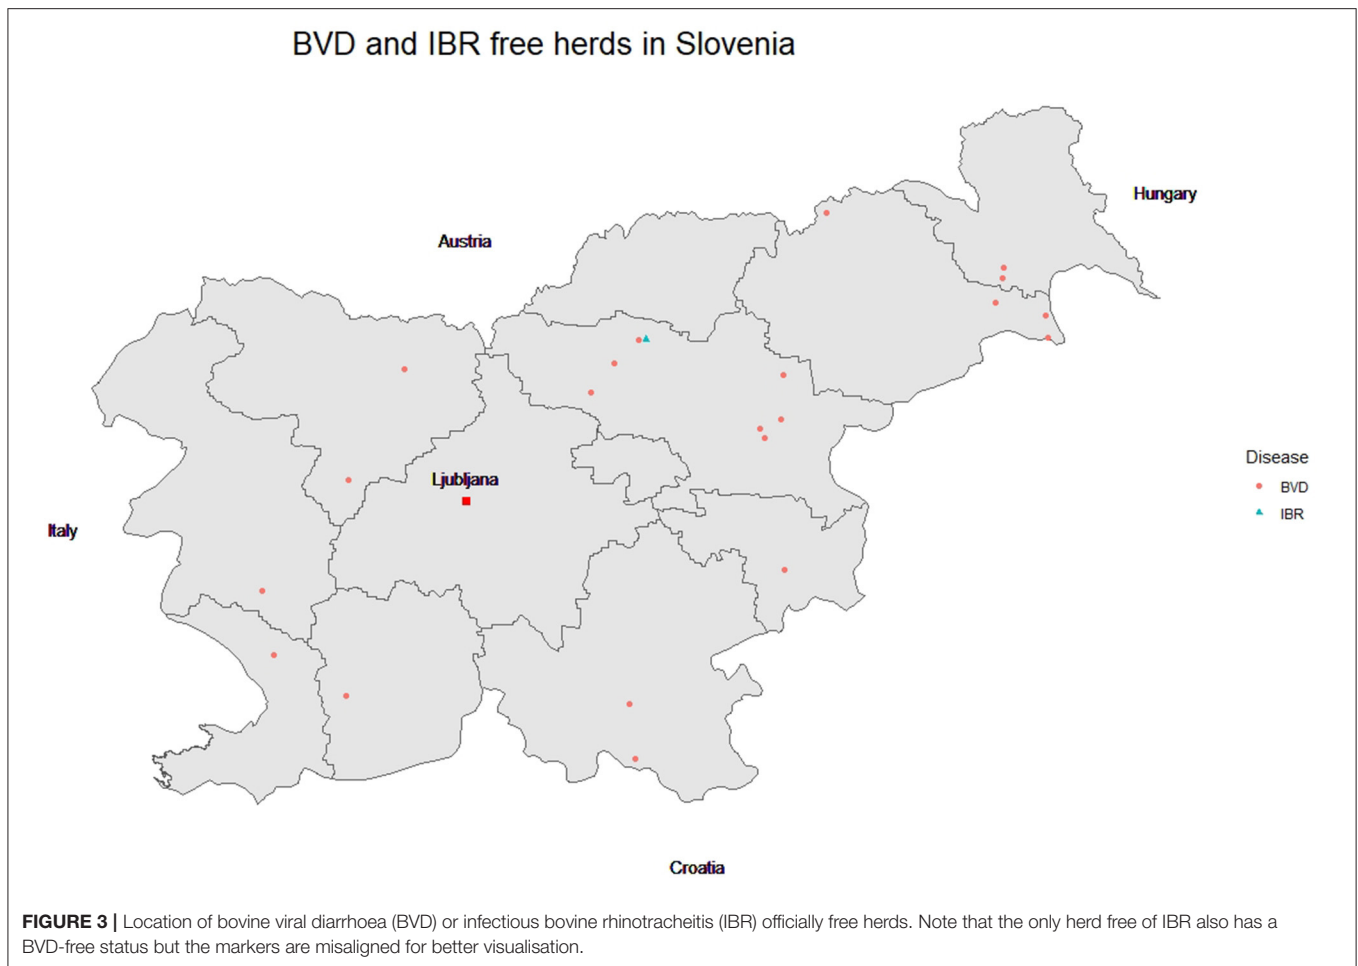 BVD and IBR free herds in Slovenia
Hungary
Austria
Ljubljana
Italy
Disease
BVD
IBR
Croatia
FIGURE 3 | Location of bovine viral diarrhoea (BVD) or infectious bovine rhinotracheitis (IBR) officially free herds. Note that the only herd free of IBR also has a
BVD-free status but the markers are misaligned for better visualisation.